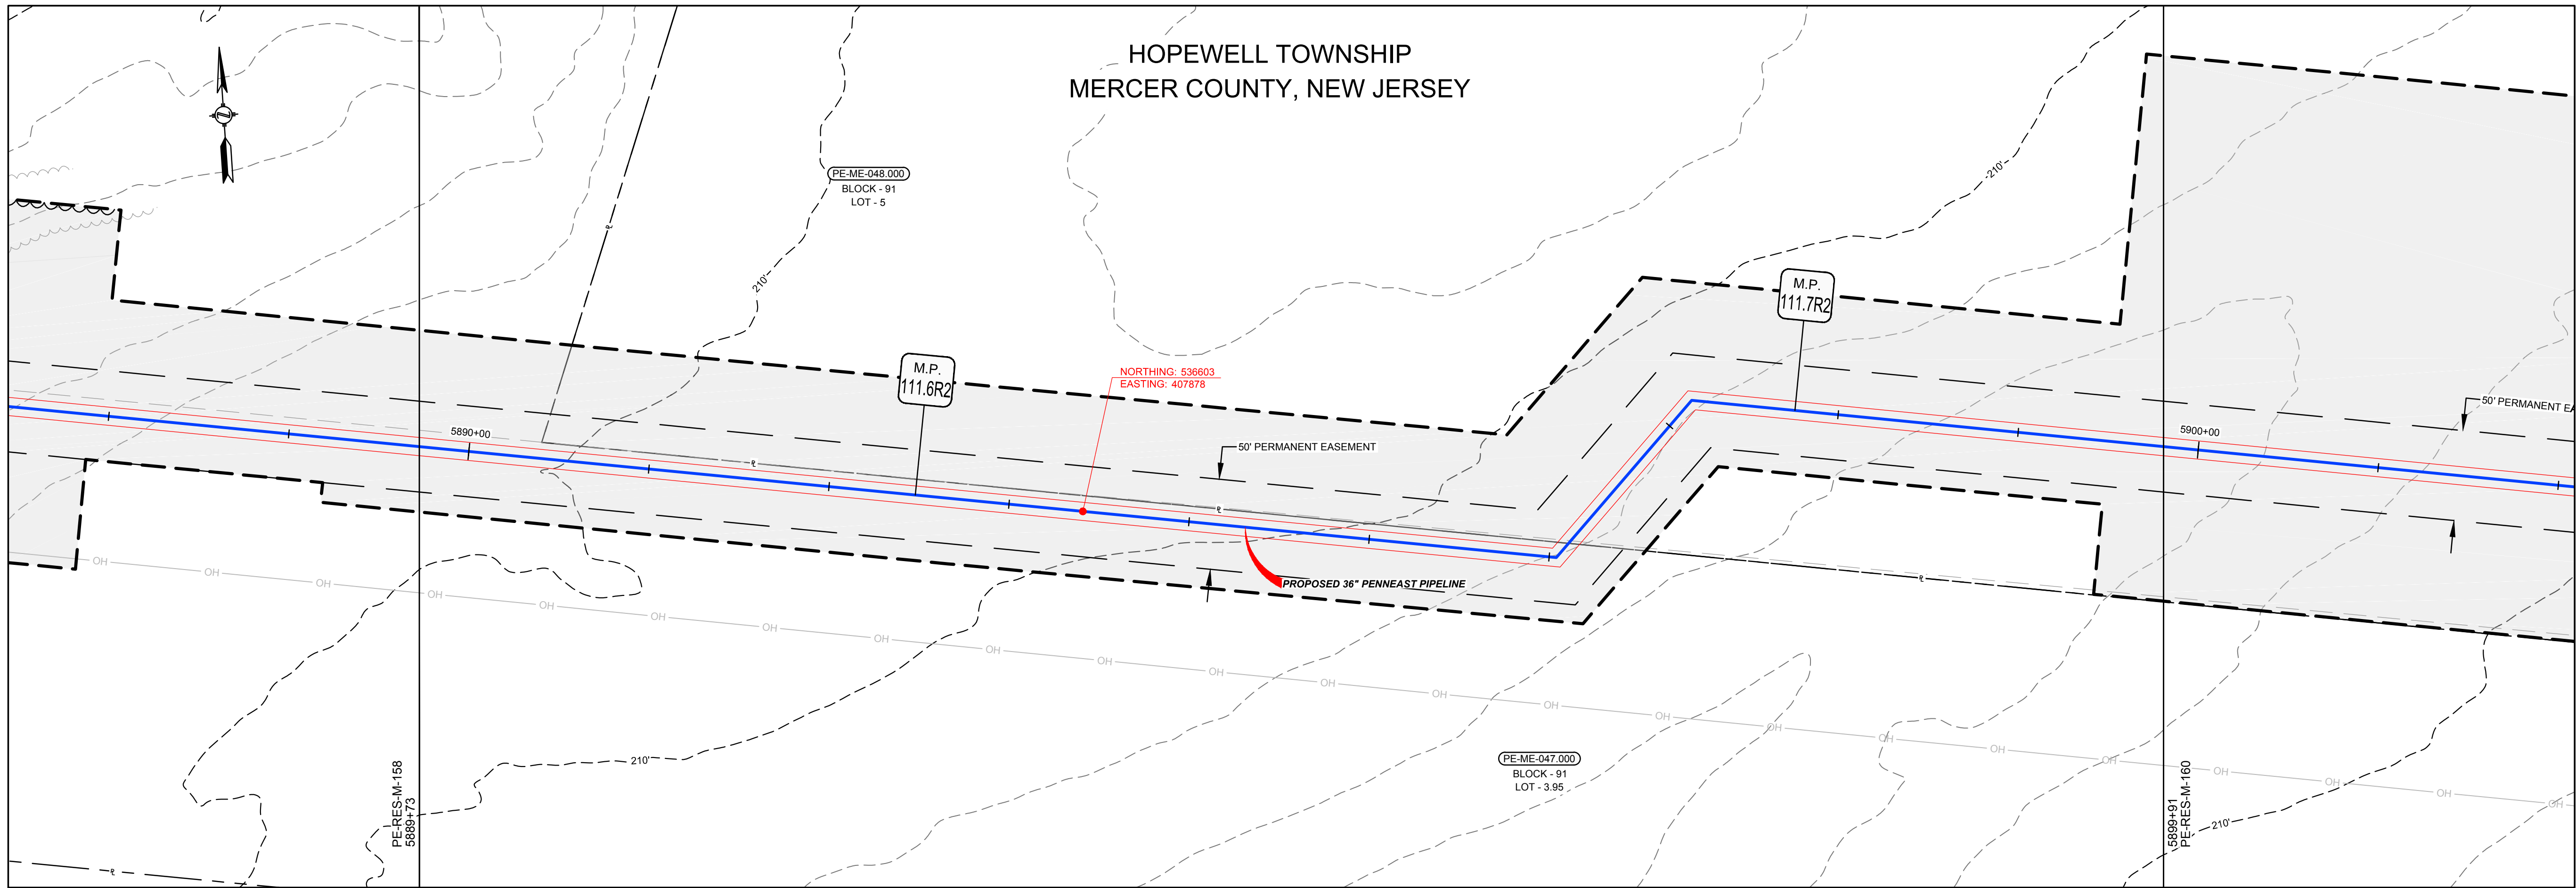 HOPEWELL TOWNSHIP
MERCER COUNTY, NEW JERSEY
N
PE-ME-048.000
BLOCK - 91
LOT - 5
210'
210'
M.P.
111.7R2
M.P.
111.6R2
NORTHING: 536603
EASTING: 407878
50' PERMANENT EA
5890+00
50' PERMANENT EASEMENT
5900+00
PROPOSED 36" PENNEAST PIPELINE
OH OH OH OH OH OH OH OH OH OH OH OH OH OH OH OH OH OH OH OH OH OH OH
210'
PE-ME-047.000
BLOCK - 91
LOT - 3.95
PE-RES-M-158
5889+73
5899+91
PE-RES-M-160
210'